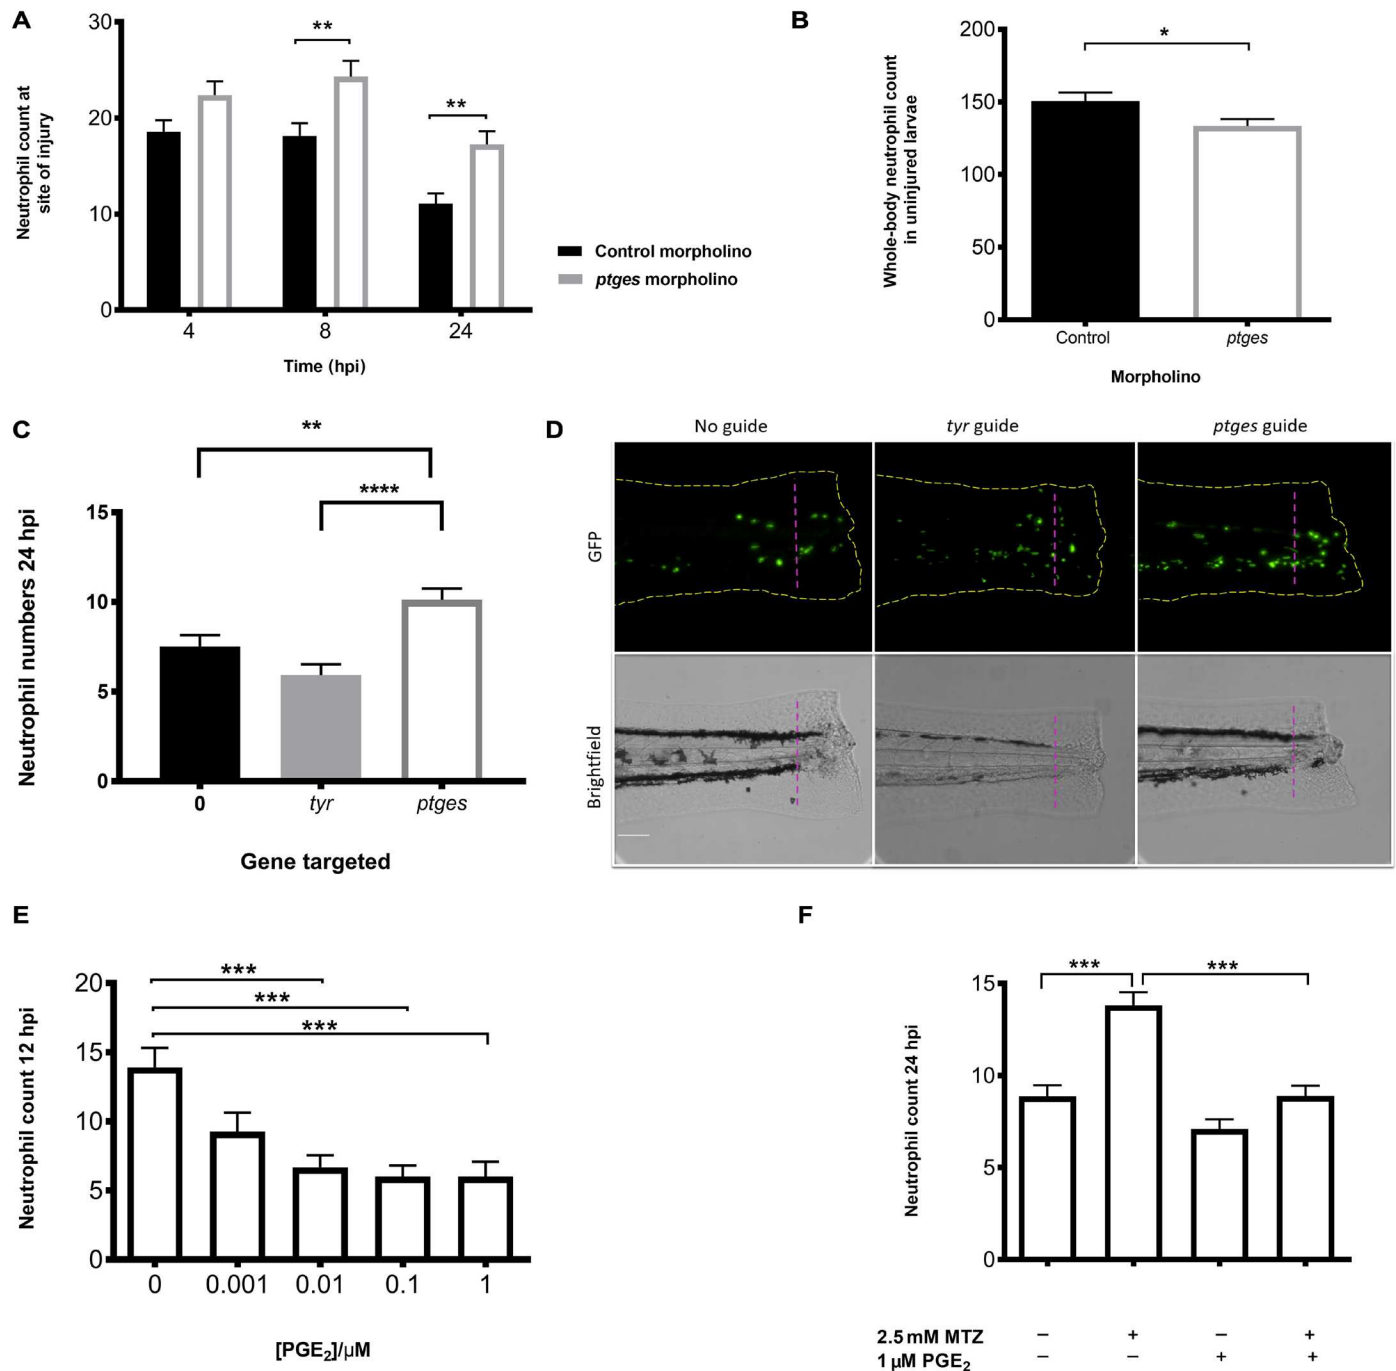 A
30
20
10
0
**
**
4
8
24
Neutrophil count at
site of injury
Time (hpi)
Control morpholino
ptges morpholino
B
200
150
100
50
0
*
Whole-body neutrophil count
in uninjured larvae
Control
ptges
Morpholino
C
**
****
15
10
5
0
Neutrophil numbers 24 hpi
0
tyr
ptges
Gene targeted
D
No guide
tyr guide
ptges guide
GFP
Brightfield
E
20
15
10
5
0
***
***
***
Neutrophil count 12 hpi
0
0.001
0.01
0.1
1
[PGE₂]/µM
F
15
10
5
0
***
***
Neutrophil count 24 hpi
2.5 mM MTZ – + – +
1 µM PGE₂ – – + +